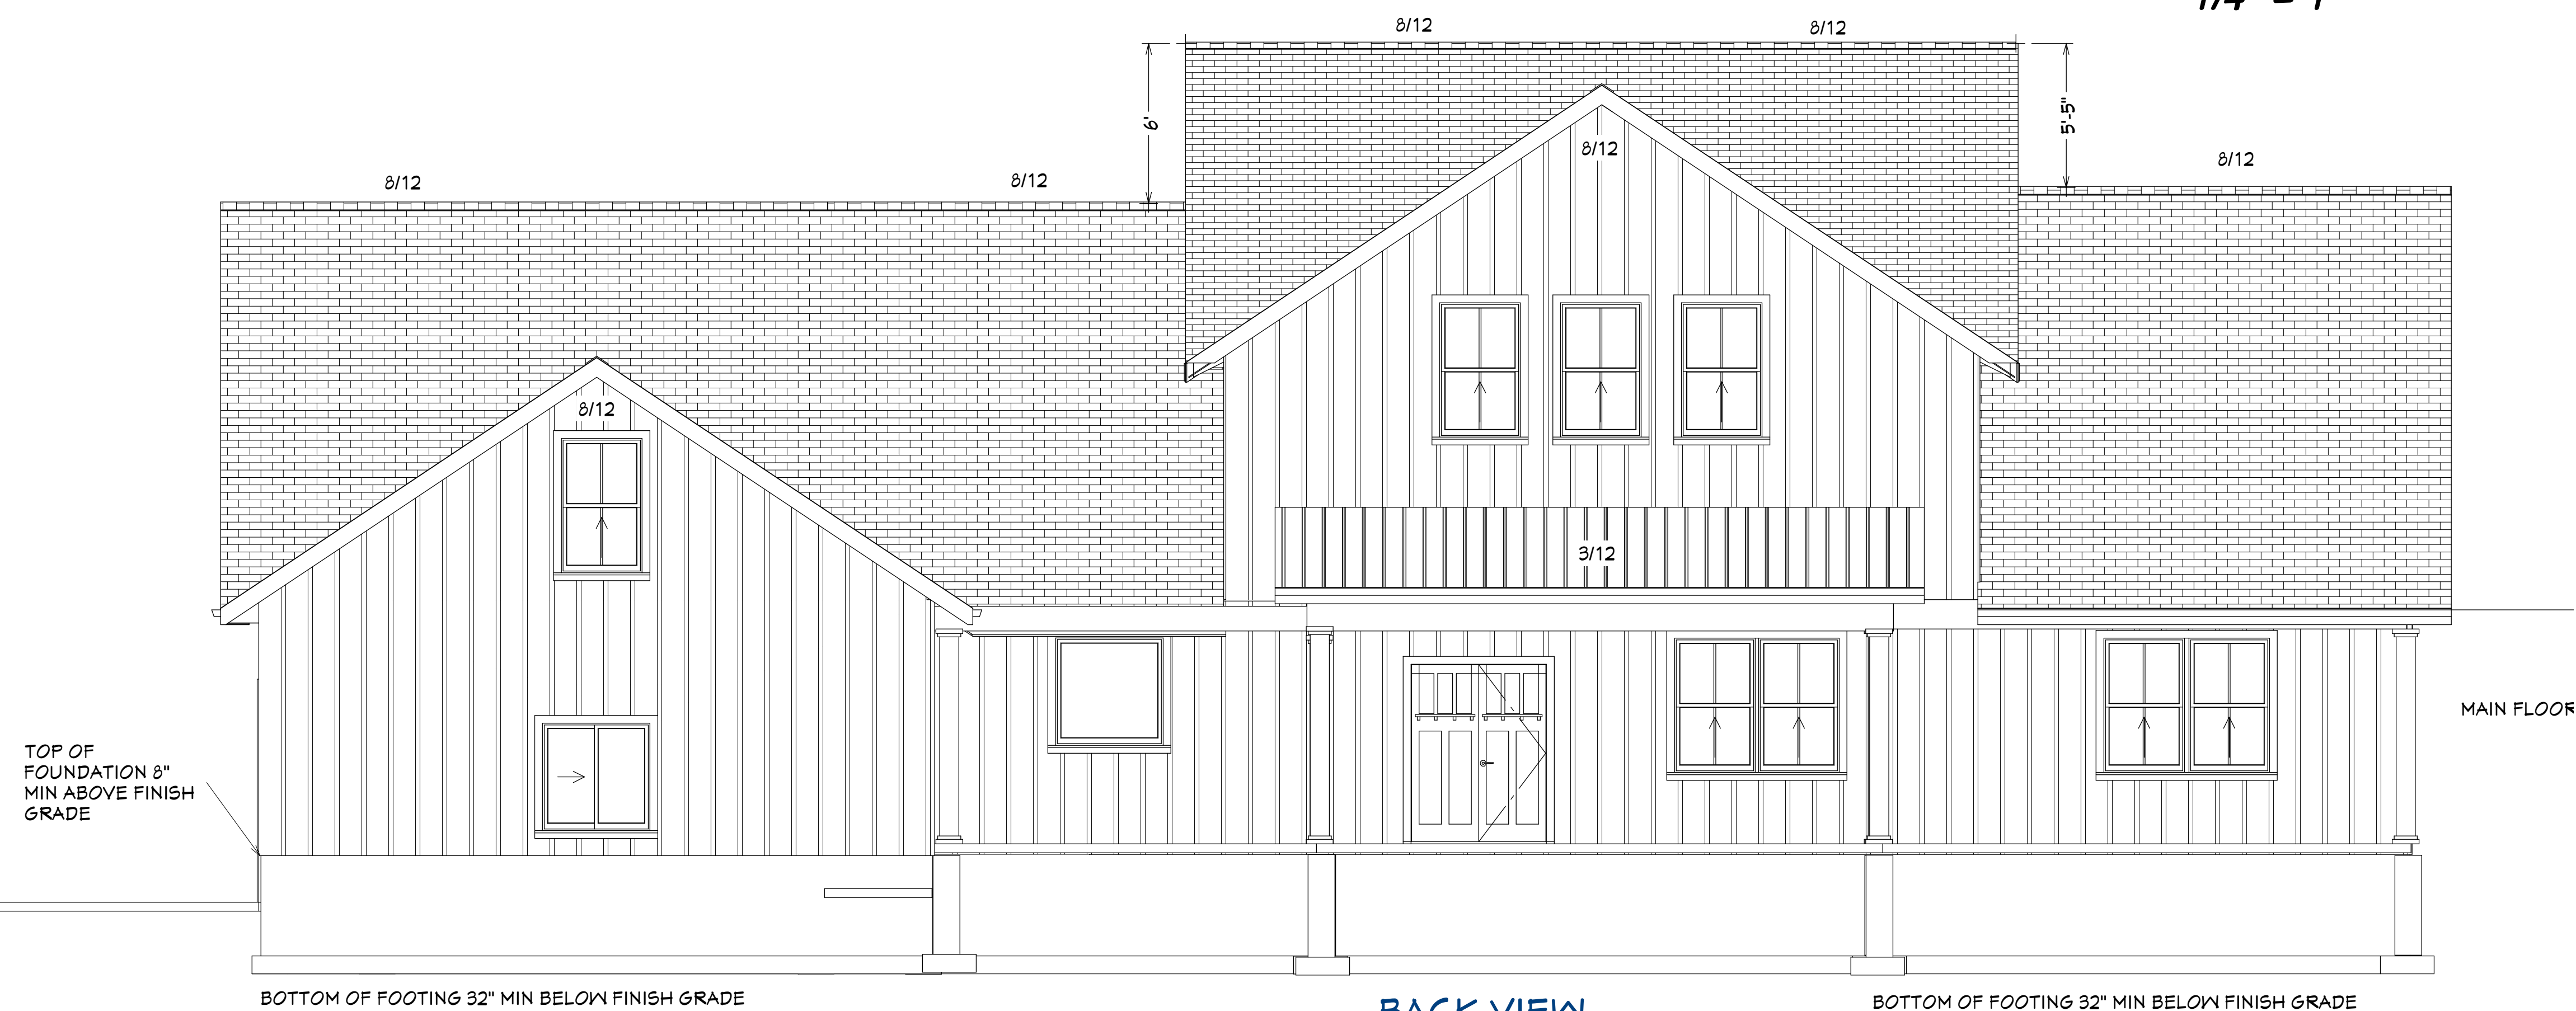 8/12
8/12
6'
5'-5"
8/12
8/12
8/12
8/12
8/12
3/12
MAIN FLOOR
TOP OF
FOUNDATION 8"
MIN ABOVE FINISH
GRADE
BOTTOM OF FOOTING 32" MIN BELOW FINISH GRADE
BACK VIEW
BOTTOM OF FOOTING 32" MIN BELOW FINISH GRADE